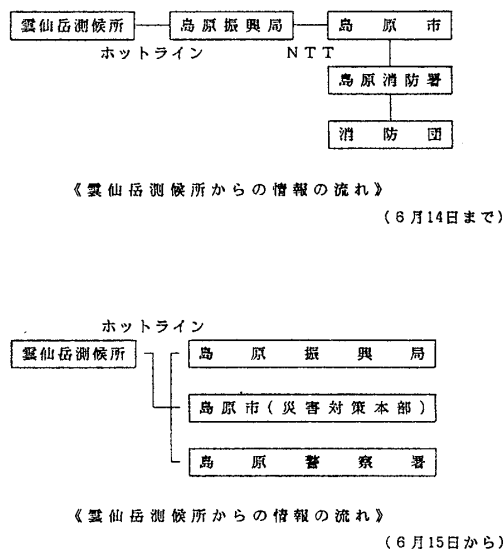 雲仙岳測候所 島原振興局 島原市
ホットライン NTT
島原消防署
消防団
《雲仙岳測候所からの情報の流れ》
(6月14日まで)
ホットライン
雲仙岳測候所 島原振興局
島原市(災害対策本部)
島原警察署
《雲仙岳測候所からの情報の流れ》
(6月15日から)